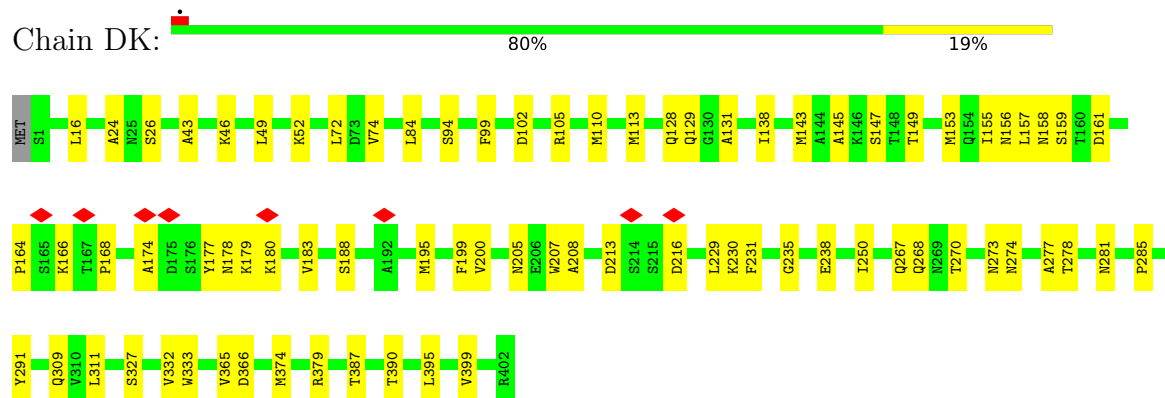 Chain DK:
80% 19%
MET S1 L16 A24 N25 S26 A43 K46 L49 K52 L72 D73 V74 L84 S94 F99 D102 R105 M110 M113 Q128 Q129 G130 A131 I138 M143 A144 A145 K146 S147 T148 T149 M153 Q154 I155 N156 L157 N158 S159 T160 D161
P164 S165 K166 T167 P168 A174 D175 S176 Y177 N178 K179 K180 V183 S188 A192 M195 F199 V200 N205 E206 W207 A208 D213 S214 S215 D216 L229 K230 F231 G235 E238 I250 Q267 Q268 N269 T270 N273 N274 A277 T278 N281 P285
Y291 Q309 V310 L311 S327 V332 W333 V365 D366 M374 R379 T387 T390 L395 V399 R402